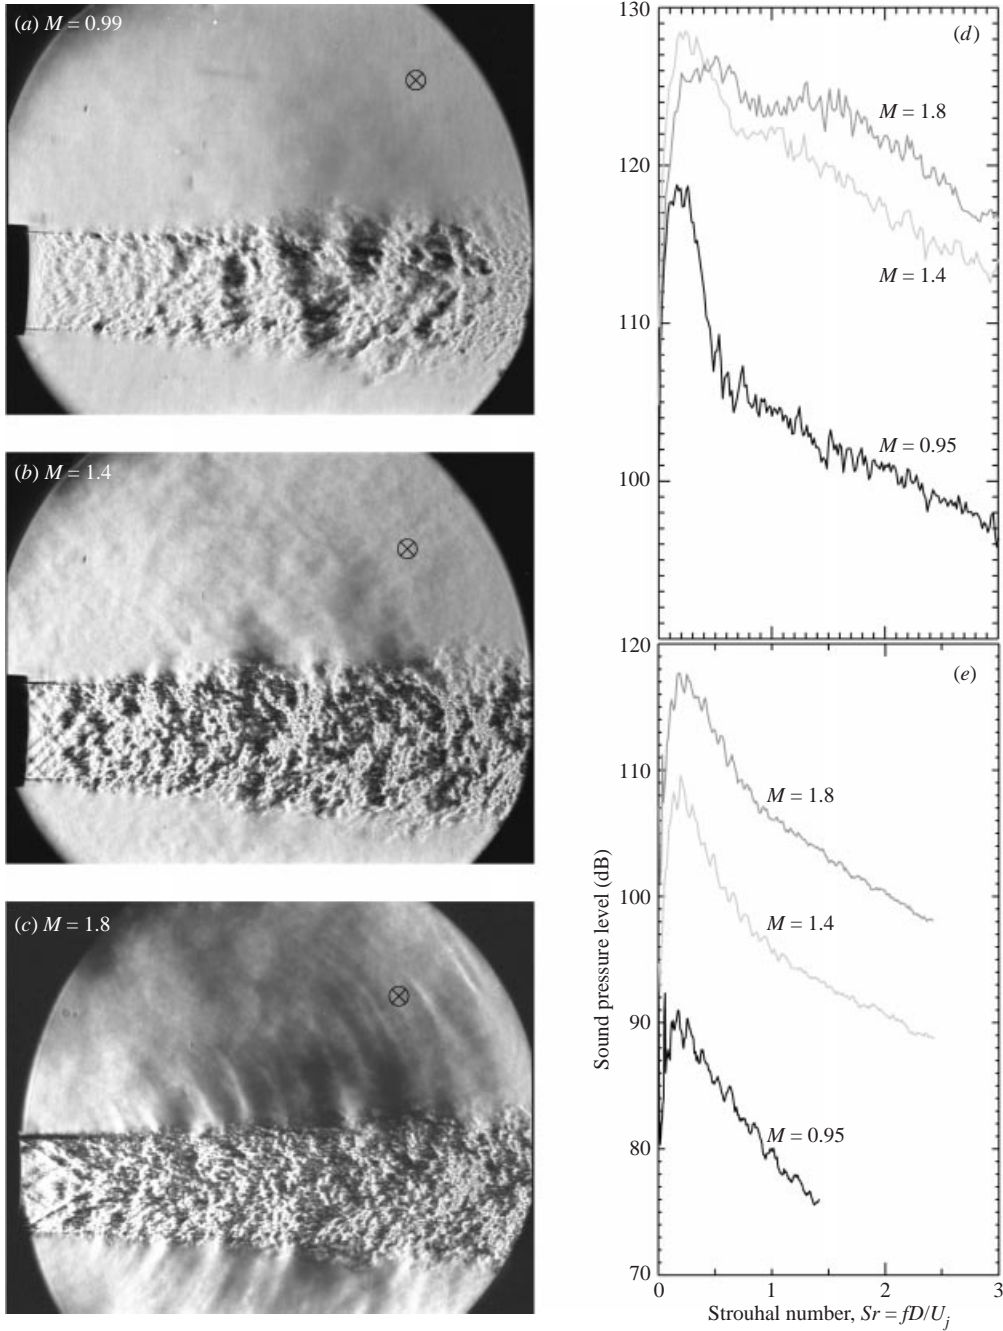 (a) M = 0.99
(b) M = 1.4
(c) M = 1.8
130
(d)
M = 1.8
120
M = 1.4
110
M = 0.95
100
120
(e)
110
M = 1.8
100
M = 1.4
90
M = 0.95
80
70
Sound pressure level (dB)
0 1 2 3
Strouhal number, Sr = fD/U_j